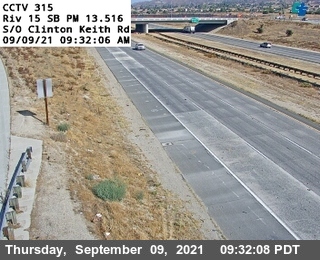 CCTV 315
Riv 15 SB PM 13.516
S/O Clinton Keith Rd
09/09/21 09:32:06 AM
Thursday, September 09, 2021 09:32:08 PDT